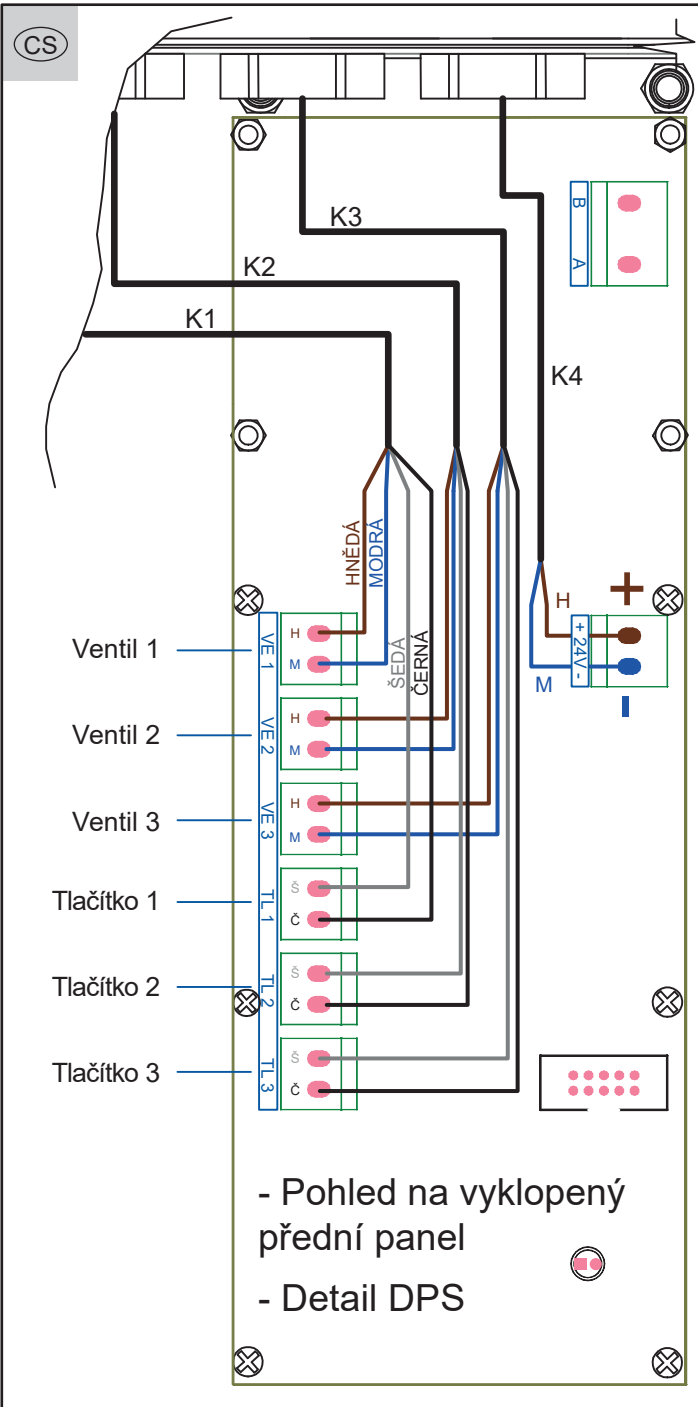 CS
K3
K2
K1
K4
B
A
HNĚDÁ
MODRÁ
ŠEDÁ
ČERNÁ
H
M
+
+ 24V -
-
Ventil 1
VE 1
H
M
Ventil 2
VE 2
H
M
Ventil 3
VE 3
H
M
Tlačítko 1
TL 1
Š
Č
Tlačítko 2
TL 2
Š
Č
Tlačítko 3
TL 3
Š
Č
- Pohled na vyklopený
přední panel
- Detail DPS